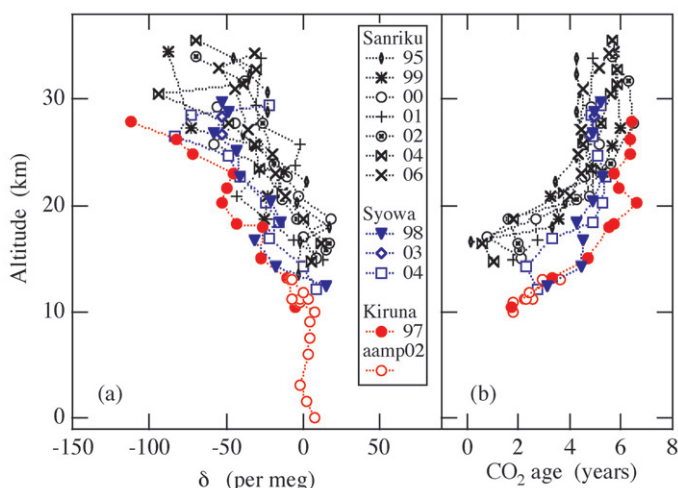 Altitude (km)
30
20
10
0
-150
-100
-50
0
50
δ (per meg)
(a)
Sanriku
95
99
00
01
02
04
06
Syowa
98
03
04
Kiruna
97
aamp02
(b)
0
2
4
6
8
CO₂ age (years)